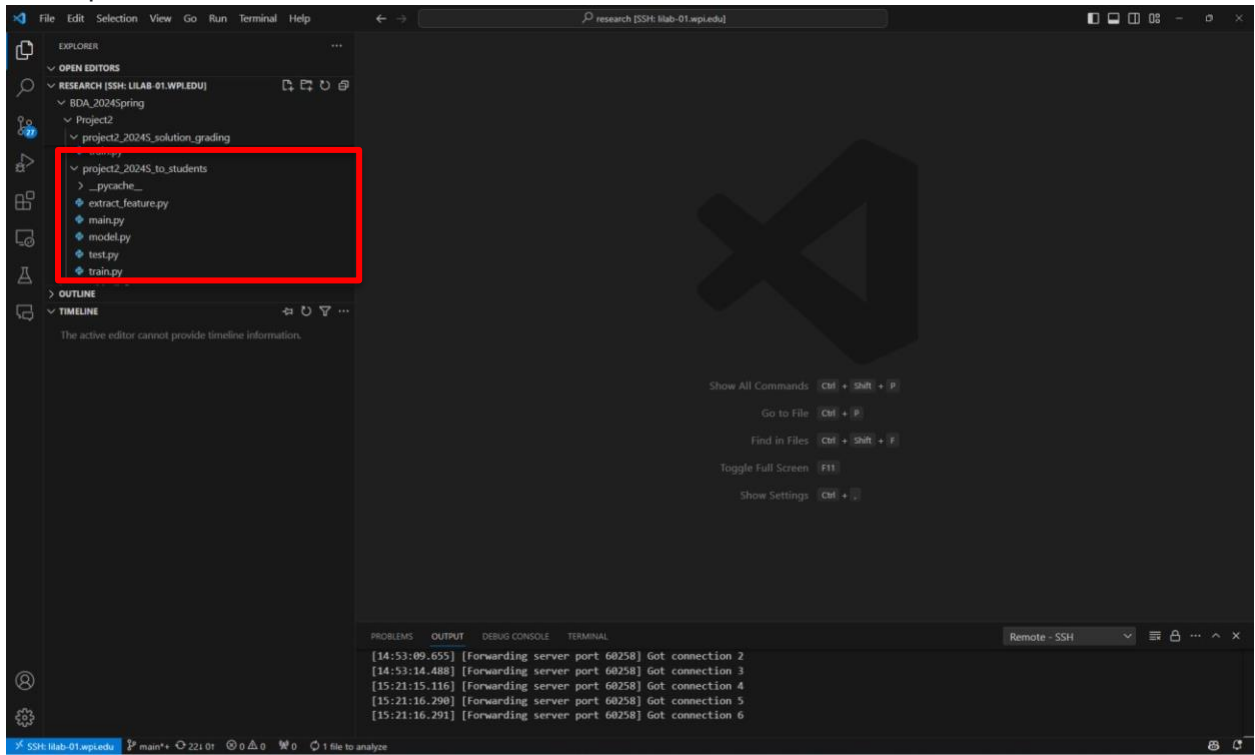 File Edit Selection View Go Run Terminal Help
research [SSH: lilab-01.wpi.edu]
EXPLORER
OPEN EDITORS
RESEARCH [SSH: LILAB-01.WPI.EDU]
BDA_2024Spring
Project2
project2_2024S_solution_grading
train.py
project2_2024S_to_students
__pycache__
extract_feature.py
main.py
model.py
test.py
train.py
OUTLINE
TIMELINE
The active editor cannot provide timeline information.
27
Show All Commands Ctrl + Shift + P
Go to File Ctrl + P
Find in Files Ctrl + Shift + F
Toggle Full Screen F11
Show Settings Ctrl + ,
PROBLEMS OUTPUT DEBUG CONSOLE TERMINAL
Remote - SSH
[14:53:09.655] [Forwarding server port 60258] Got connection 2
[14:53:14.488] [Forwarding server port 60258] Got connection 3
[15:21:15.116] [Forwarding server port 60258] Got connection 4
[15:21:16.290] [Forwarding server port 60258] Got connection 5
[15:21:16.291] [Forwarding server port 60258] Got connection 6
SSH: lilab-01.wpi.edu main*+ 22↓ 0↑ 0 0 0 1 file to analyze